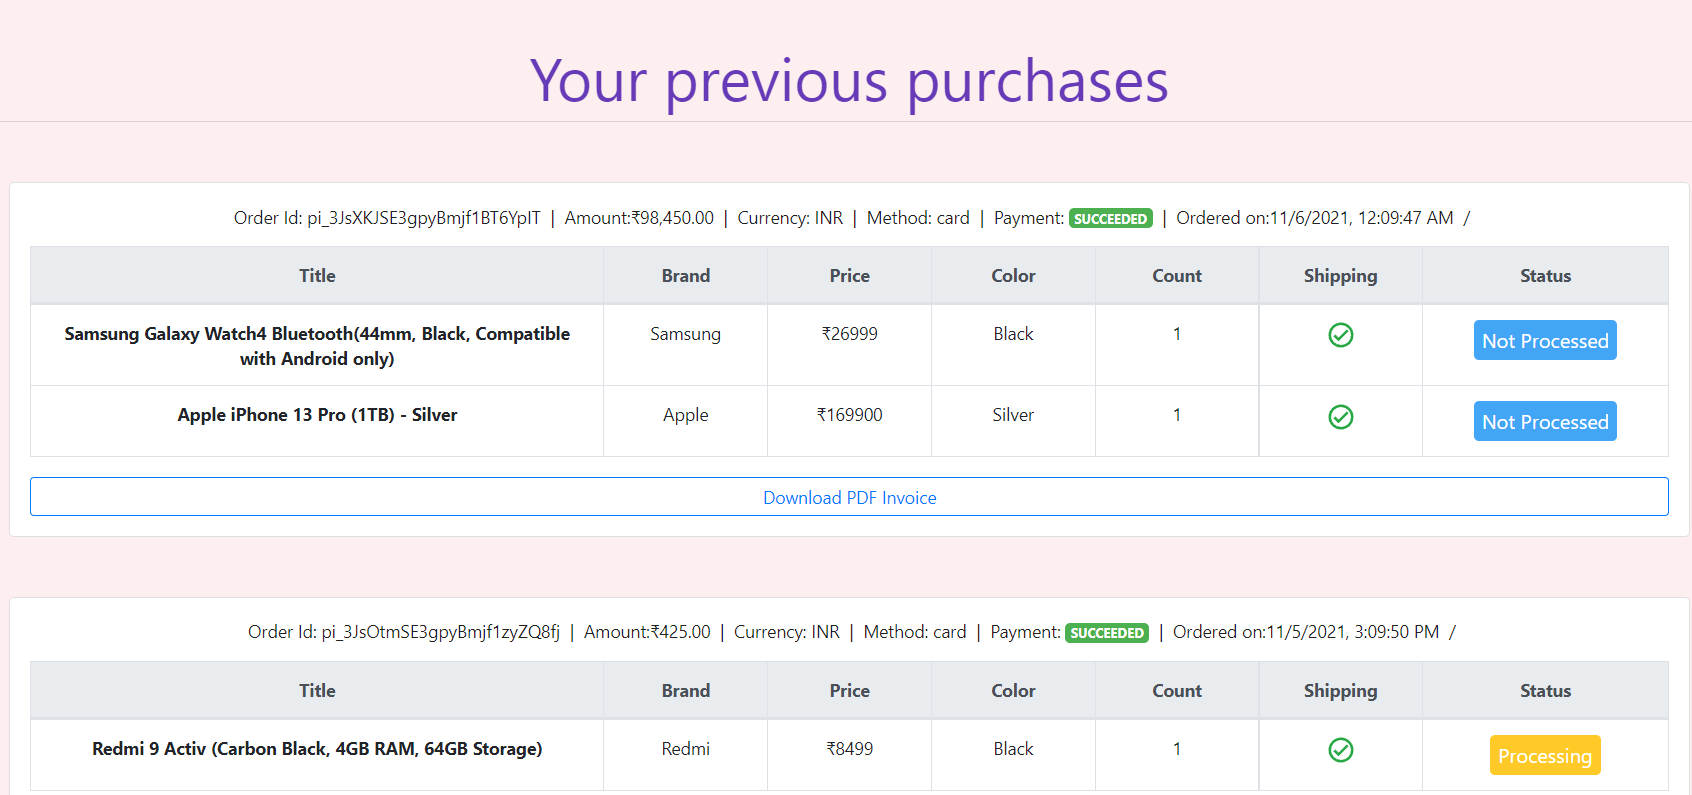 Your previous purchases
Order Id: pi_3JsXKJSE3gpyBmjf1BT6YpIT | Amount:₹98,450.00 | Currency: INR | Method: card | Payment: SUCCEEDED | Ordered on:11/6/2021, 12:09:47 AM /
Title Brand Price Color Count Shipping Status
Samsung Galaxy Watch4 Bluetooth(44mm, Black, Compatible with Android only) Samsung ₹26999 Black 1 Not Processed
Apple iPhone 13 Pro (1TB) - Silver Apple ₹169900 Silver 1 Not Processed
Download PDF Invoice
Order Id: pi_3JsOtmSE3gpyBmjf1zyZQ8fj | Amount:₹425.00 | Currency: INR | Method: card | Payment: SUCCEEDED | Ordered on:11/5/2021, 3:09:50 PM /
Title Brand Price Color Count Shipping Status
Redmi 9 Activ (Carbon Black, 4GB RAM, 64GB Storage) Redmi ₹8499 Black 1 Processing